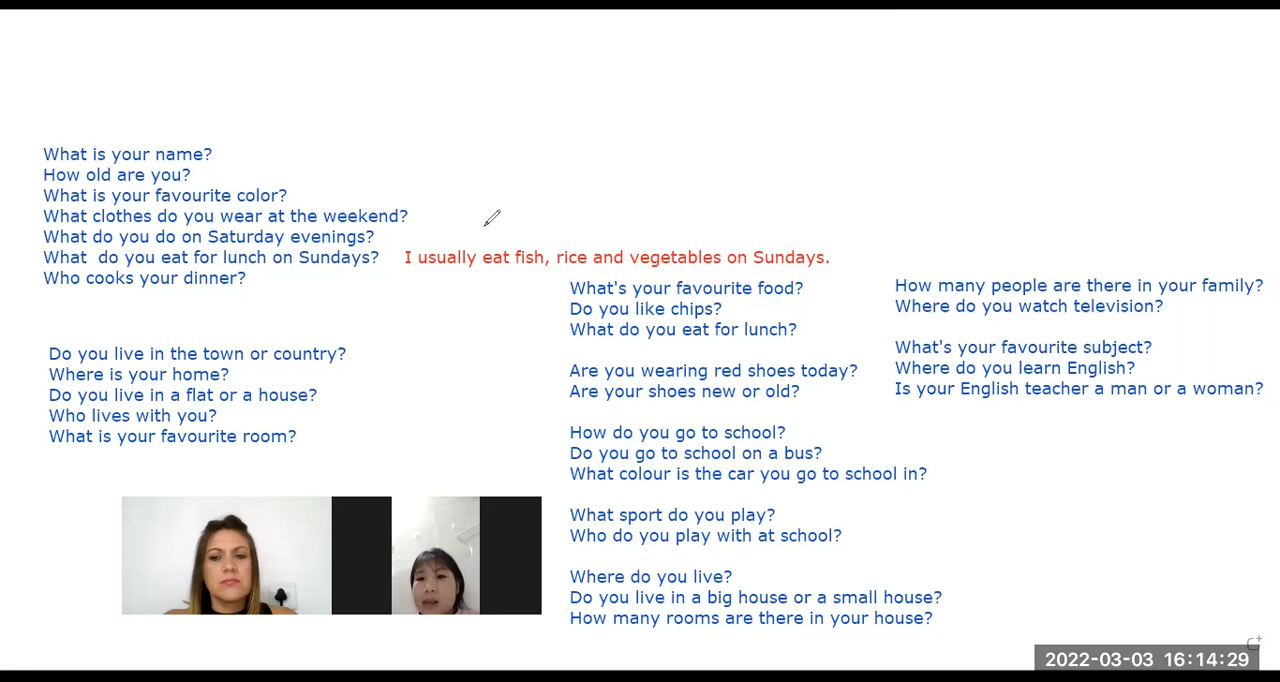 What is your name?
How old are you?
What is your favourite color?
What clothes do you wear at the weekend?
What do you do on Saturday evenings?
What  do you eat for lunch on Sundays? I usually eat fish, rice and vegetables on Sundays.
Who cooks your dinner?
Do you live in the town or country?
Where is your home?
Do you live in a flat or a house?
Who lives with you?
What is your favourite room?
What's your favourite food?
Do you like chips?
What do you eat for lunch?
Are you wearing red shoes today?
Are your shoes new or old?
How do you go to school?
Do you go to school on a bus?
What colour is the car you go to school in?
What sport do you play?
Who do you play with at school?
Where do you live?
Do you live in a big house or a small house?
How many rooms are there in your house?
How many people are there in your family?
Where do you watch television?
What's your favourite subject?
Where do you learn English?
Is your English teacher a man or a woman?
2022-03-03 16:14:29